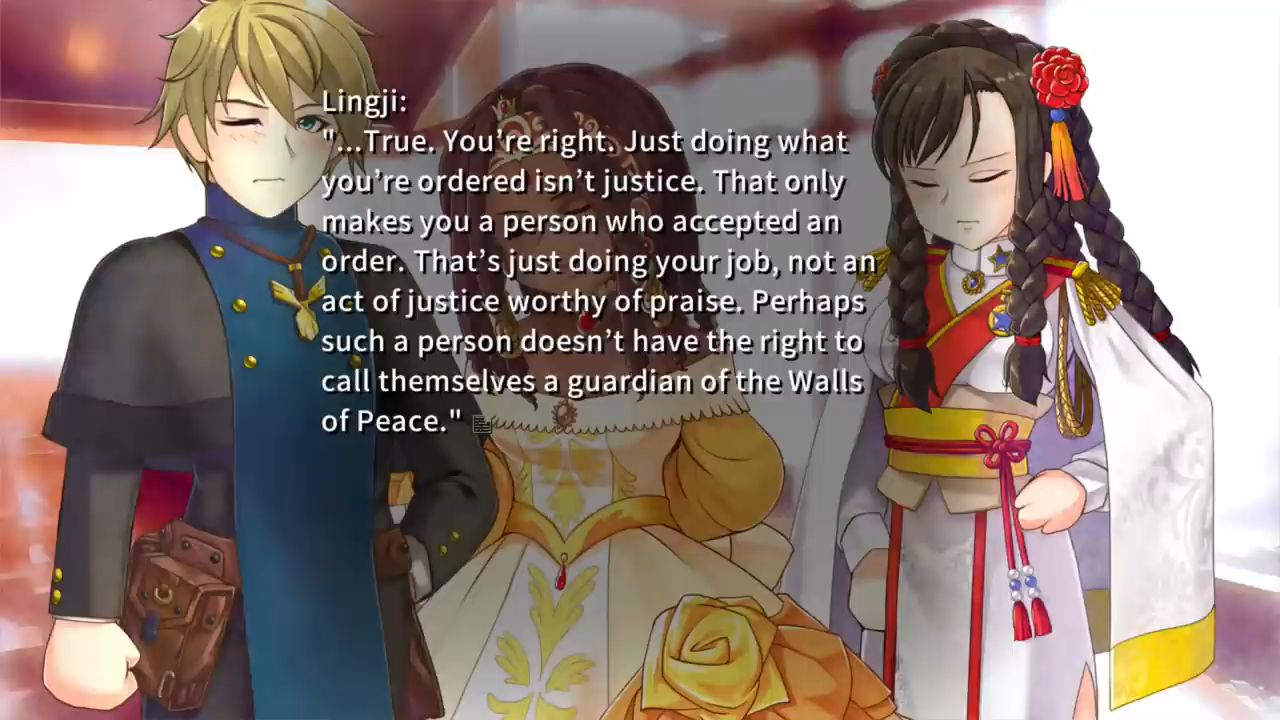 Lingji:
"...True. You're right. Just doing what
you're ordered isn't justice. That only
makes you a person who accepted an
order. That's just doing your job, not an
act of justice worthy of praise. Perhaps
such a person doesn't have the right to
call themselves a guardian of the Walls
of Peace."